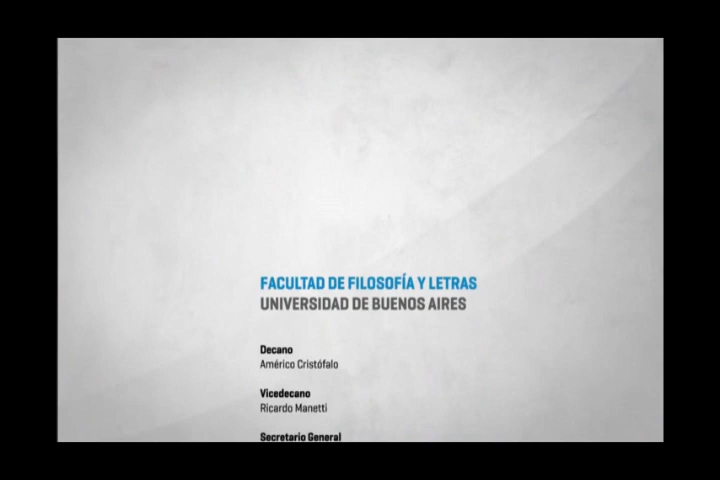 FACULTAD DE FILOSOFÍA Y LETRAS
UNIVERSIDAD DE BUENOS AIRES
Decano
Américo Cristófalo
Vicedecano
Ricardo Manetti
Secretario General